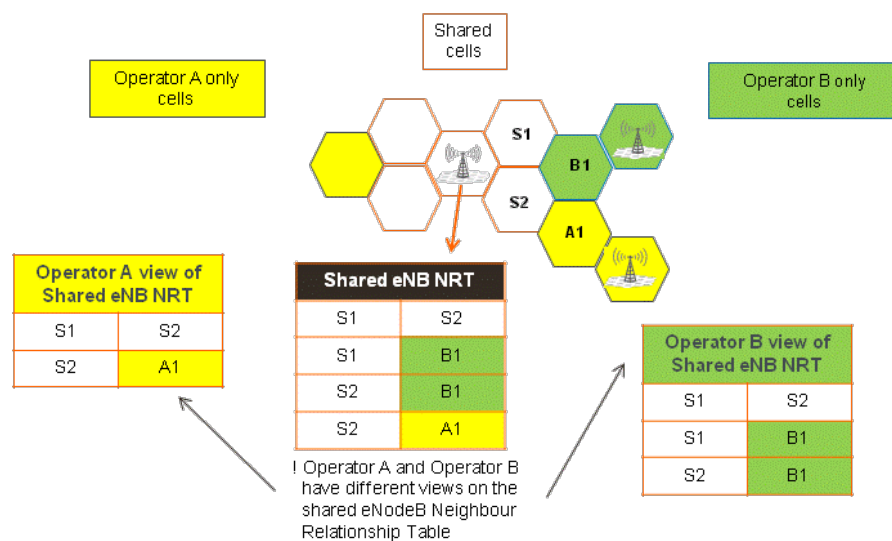 Shared
cells
Operator A only
cells
Operator B only
cells
S1
B1
S2
A1
Operator A view of
Shared eNB NRT
S1 S2
S2 A1
Shared eNB NRT
S1 S2
S1 B1
S2 B1
S2 A1
Operator B view of
Shared eNB NRT
S1 S2
S1 B1
S2 B1
! Operator A and Operator B
have different views on the
shared eNodeB Neighbour
Relationship Table